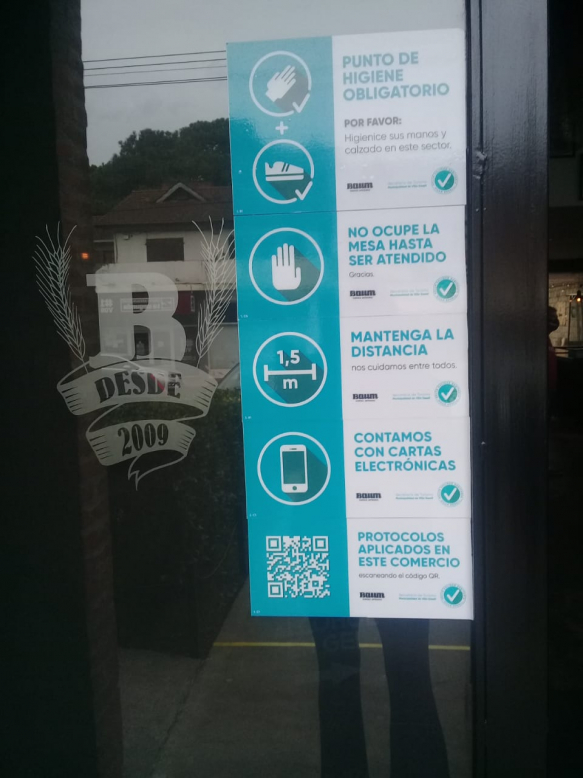 B
DESDE
2009
PUNTO DE
HIGIENE
OBLIGATORIO
POR FAVOR:
Higienice sus manos y
calzado en este sector.
NO OCUPE LA
MESA HASTA
SER ATENDIDO
Gracias.
1,5
m
MANTENGA LA
DISTANCIA
nos cuidamos entre todos.
CONTAMOS
CON CARTAS
ELECTRÓNICAS
PROTOCOLOS
APLICADOS EN
ESTE COMERCIO
escaneando el código QR.